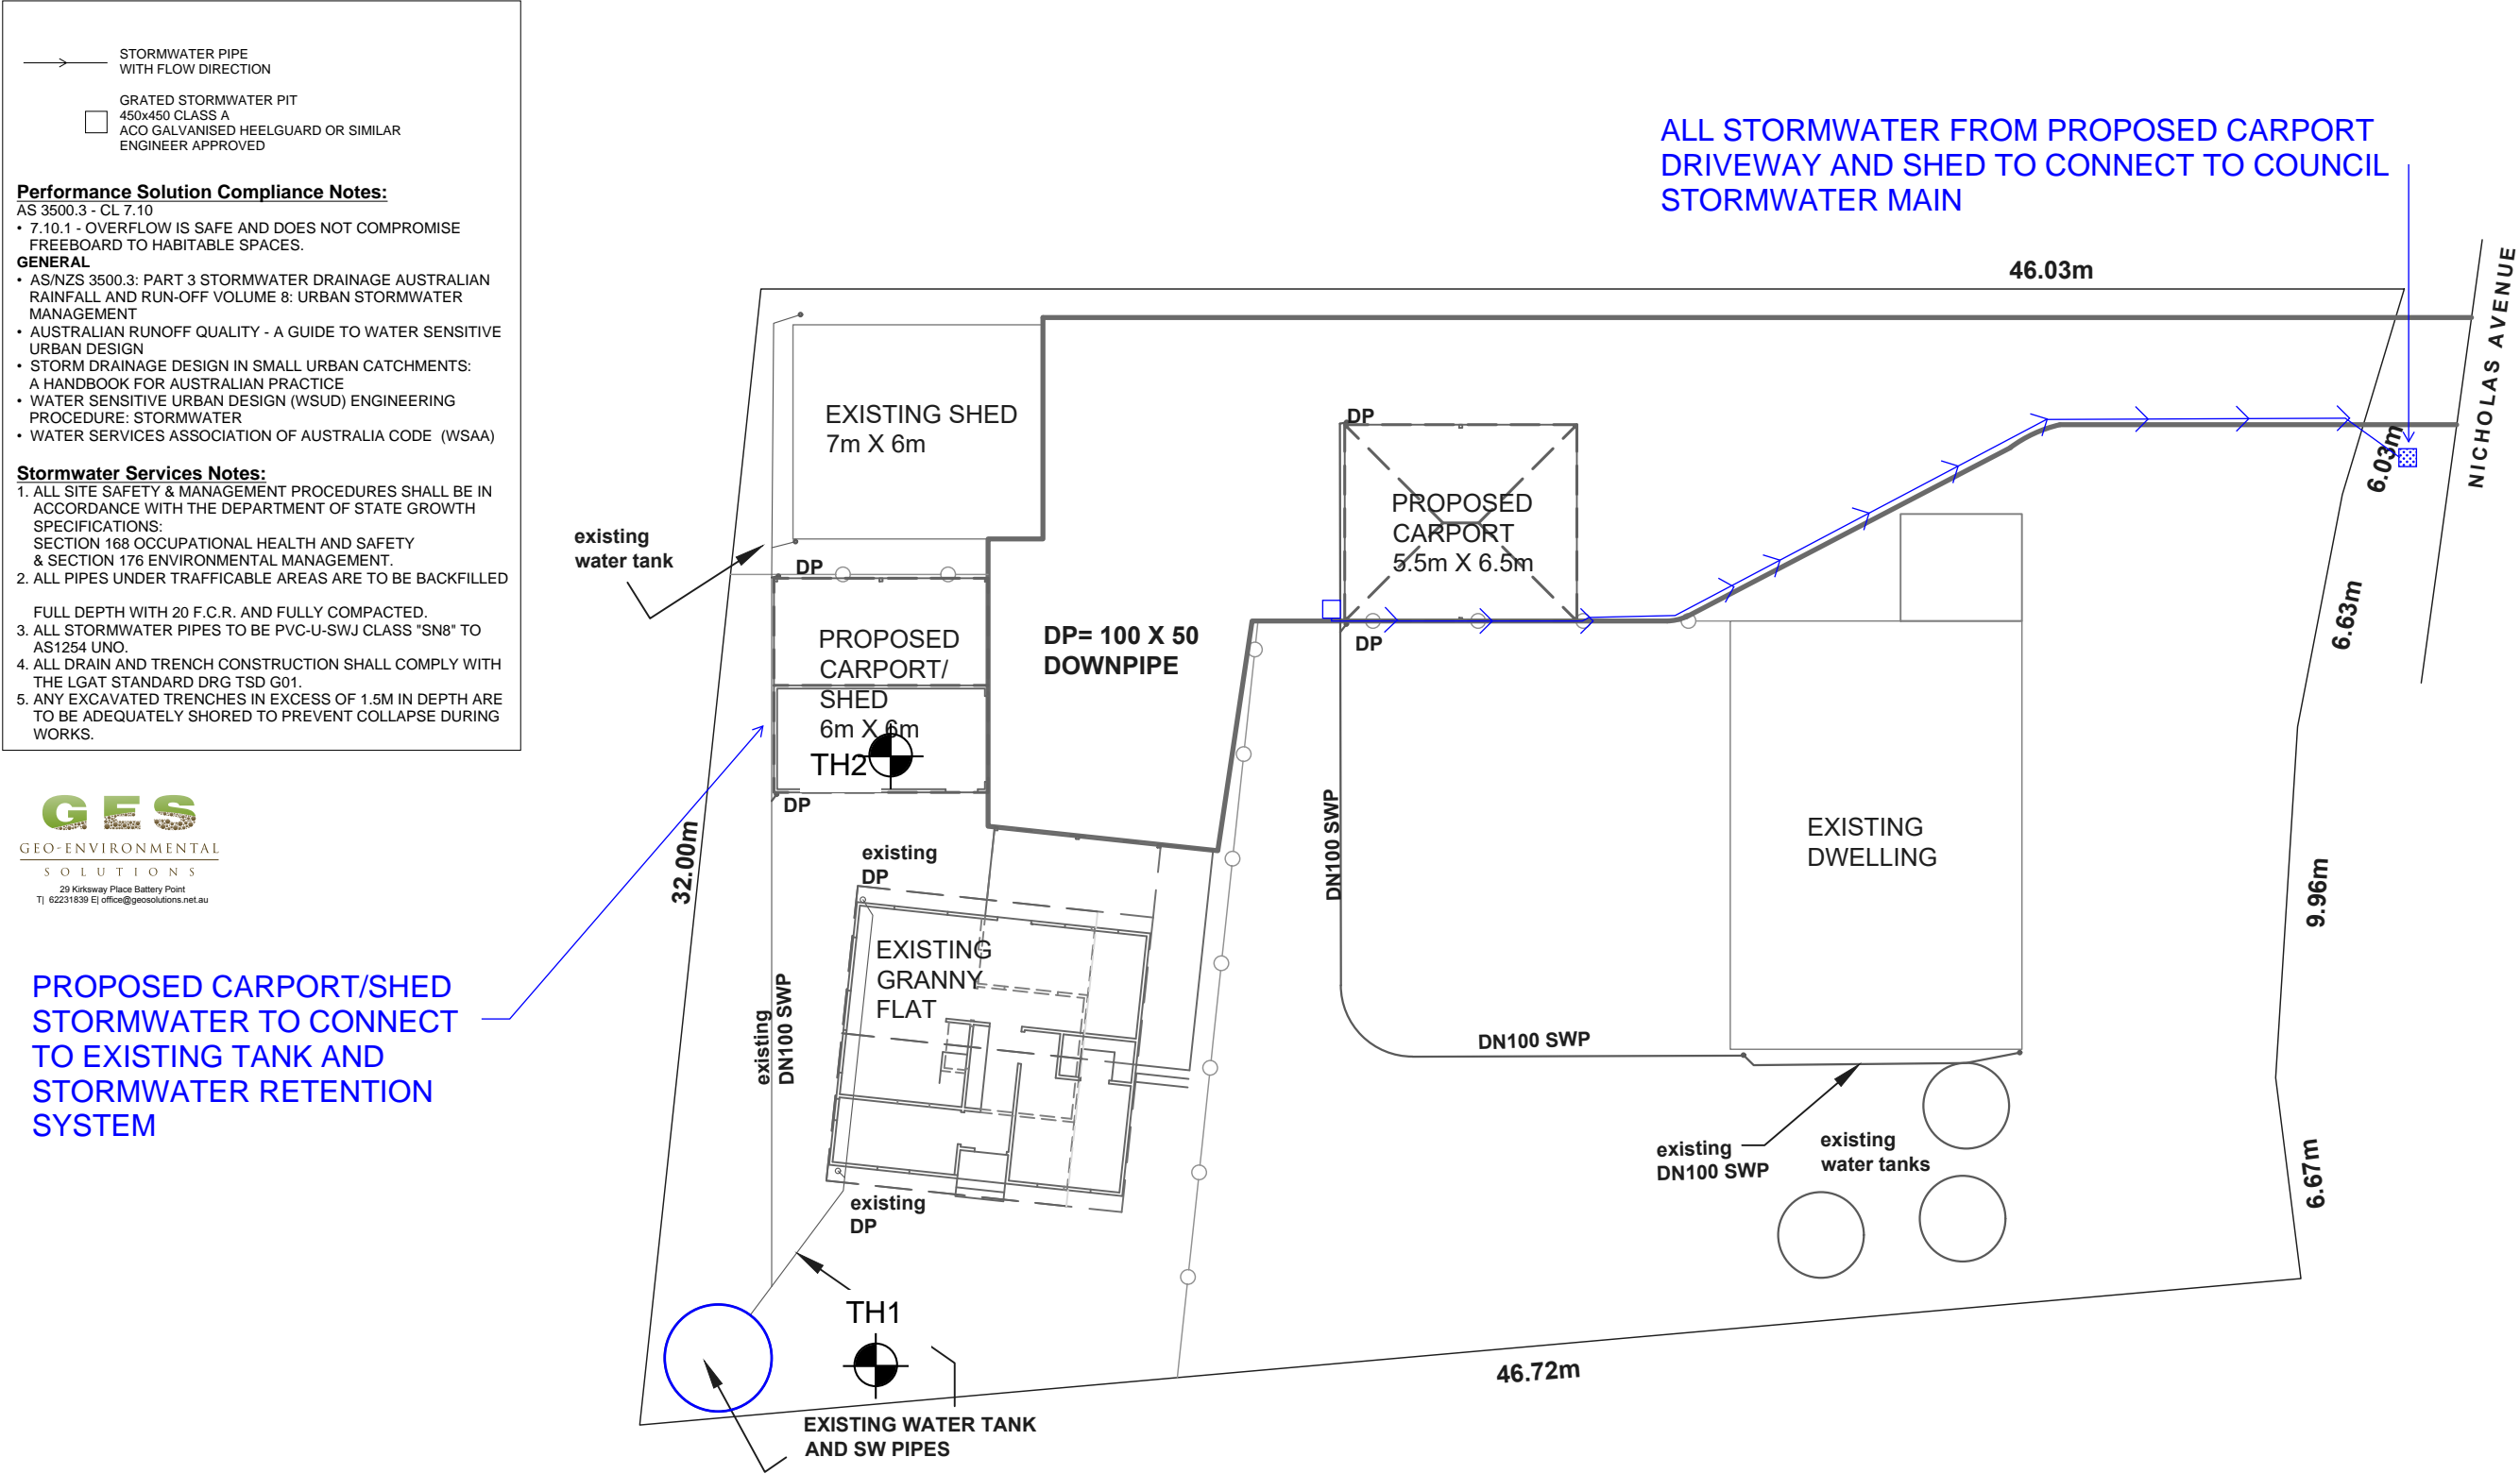 STORMWATER PIPE
WITH FLOW DIRECTION
GRATED STORMWATER PIT
450x450 CLASS A
ACO GALVANISED HEELGUARD OR SIMILAR
ENGINEER APPROVED
Performance Solution Compliance Notes:
AS 3500.3 - CL 7.10
• 7.10.1 - OVERFLOW IS SAFE AND DOES NOT COMPROMISE
FREEBOARD TO HABITABLE SPACES.
GENERAL
• AS/NZS 3500.3: PART 3 STORMWATER DRAINAGE AUSTRALIAN
RAINFALL AND RUN-OFF VOLUME 8: URBAN STORMWATER
MANAGEMENT
• AUSTRALIAN RUNOFF QUALITY - A GUIDE TO WATER SENSITIVE
URBAN DESIGN
• STORM DRAINAGE DESIGN IN SMALL URBAN CATCHMENTS:
A HANDBOOK FOR AUSTRALIAN PRACTICE
• WATER SENSITIVE URBAN DESIGN (WSUD) ENGINEERING
PROCEDURE: STORMWATER
• WATER SERVICES ASSOCIATION OF AUSTRALIA CODE (WSAA)
Stormwater Services Notes:
1. ALL SITE SAFETY & MANAGEMENT PROCEDURES SHALL BE IN
ACCORDANCE WITH THE DEPARTMENT OF STATE GROWTH
SPECIFICATIONS:
SECTION 168 OCCUPATIONAL HEALTH AND SAFETY
& SECTION 176 ENVIRONMENTAL MANAGEMENT.
2. ALL PIPES UNDER TRAFFICABLE AREAS ARE TO BE BACKFILLED
FULL DEPTH WITH 20 F.C.R. AND FULLY COMPACTED.
3. ALL STORMWATER PIPES TO BE PVC-U-SWJ CLASS "SN8" TO
AS1254 UNO.
4. ALL DRAIN AND TRENCH CONSTRUCTION SHALL COMPLY WITH
THE LGAT STANDARD DRG TSD G01.
5. ANY EXCAVATED TRENCHES IN EXCESS OF 1.5M IN DEPTH ARE
TO BE ADEQUATELY SHORED TO PREVENT COLLAPSE DURING
WORKS.
GES
GEO-ENVIRONMENTAL
SOLUTIONS
29 Kirksway Place Battery Point
T| 62231839 E| office@geosolutions.net.au
PROPOSED CARPORT/SHED
STORMWATER TO CONNECT
TO EXISTING TANK AND
STORMWATER RETENTION
SYSTEM
ALL STORMWATER FROM PROPOSED CARPORT
DRIVEWAY AND SHED TO CONNECT TO COUNCIL
STORMWATER MAIN
46.03m
NICHOLAS AVENUE
EXISTING SHED
7m X 6m
DP
PROPOSED
CARPORT
5.5m X 6.5m
6.03m
existing
water tank
DP
PROPOSED
CARPORT/
SHED
6m X 6m
TH2
DP
DP= 100 X 50
DOWNPIPE
DP
6.63m
32.00m
DN100 SWP
EXISTING
DWELLING
existing
DP
9.96m
EXISTING
GRANNY
FLAT
existing
DN100 SWP
DN100 SWP
existing
DN100 SWP
existing
water tanks
6.67m
existing
DP
TH1
46.72m
EXISTING WATER TANK
AND SW PIPES